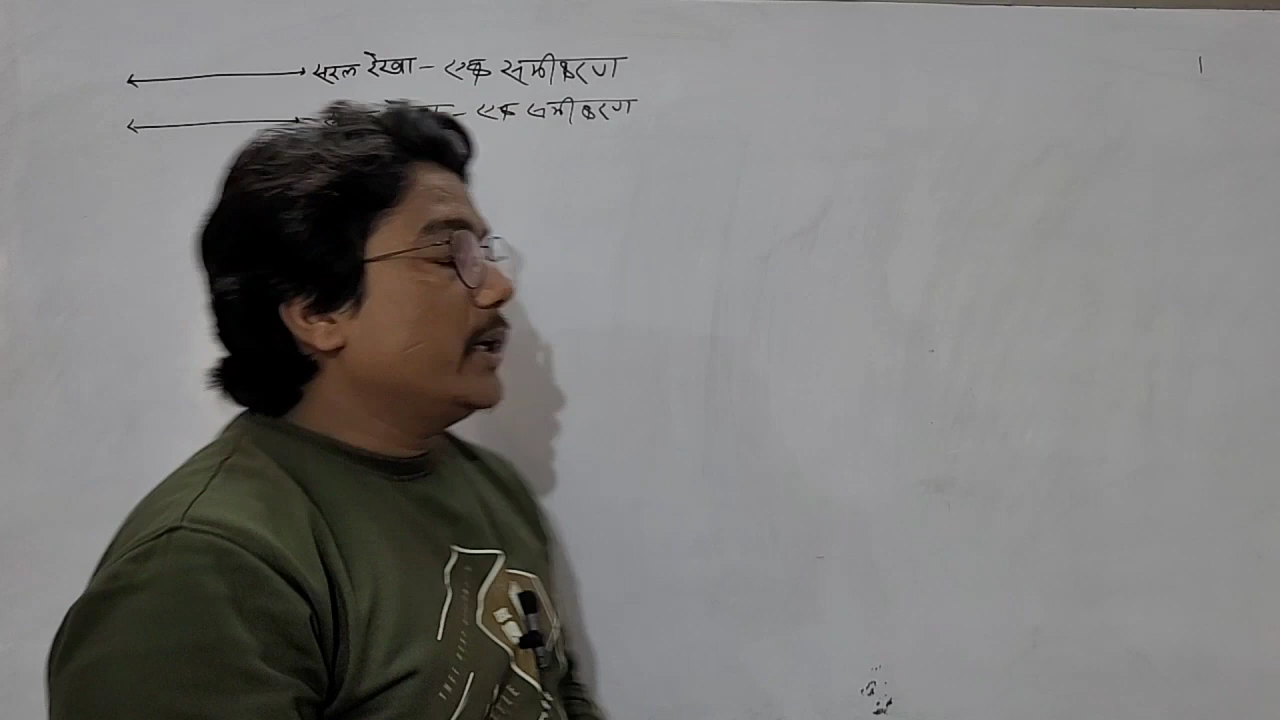 सरल रेखा - एक समीकरण
- एक समीकरण